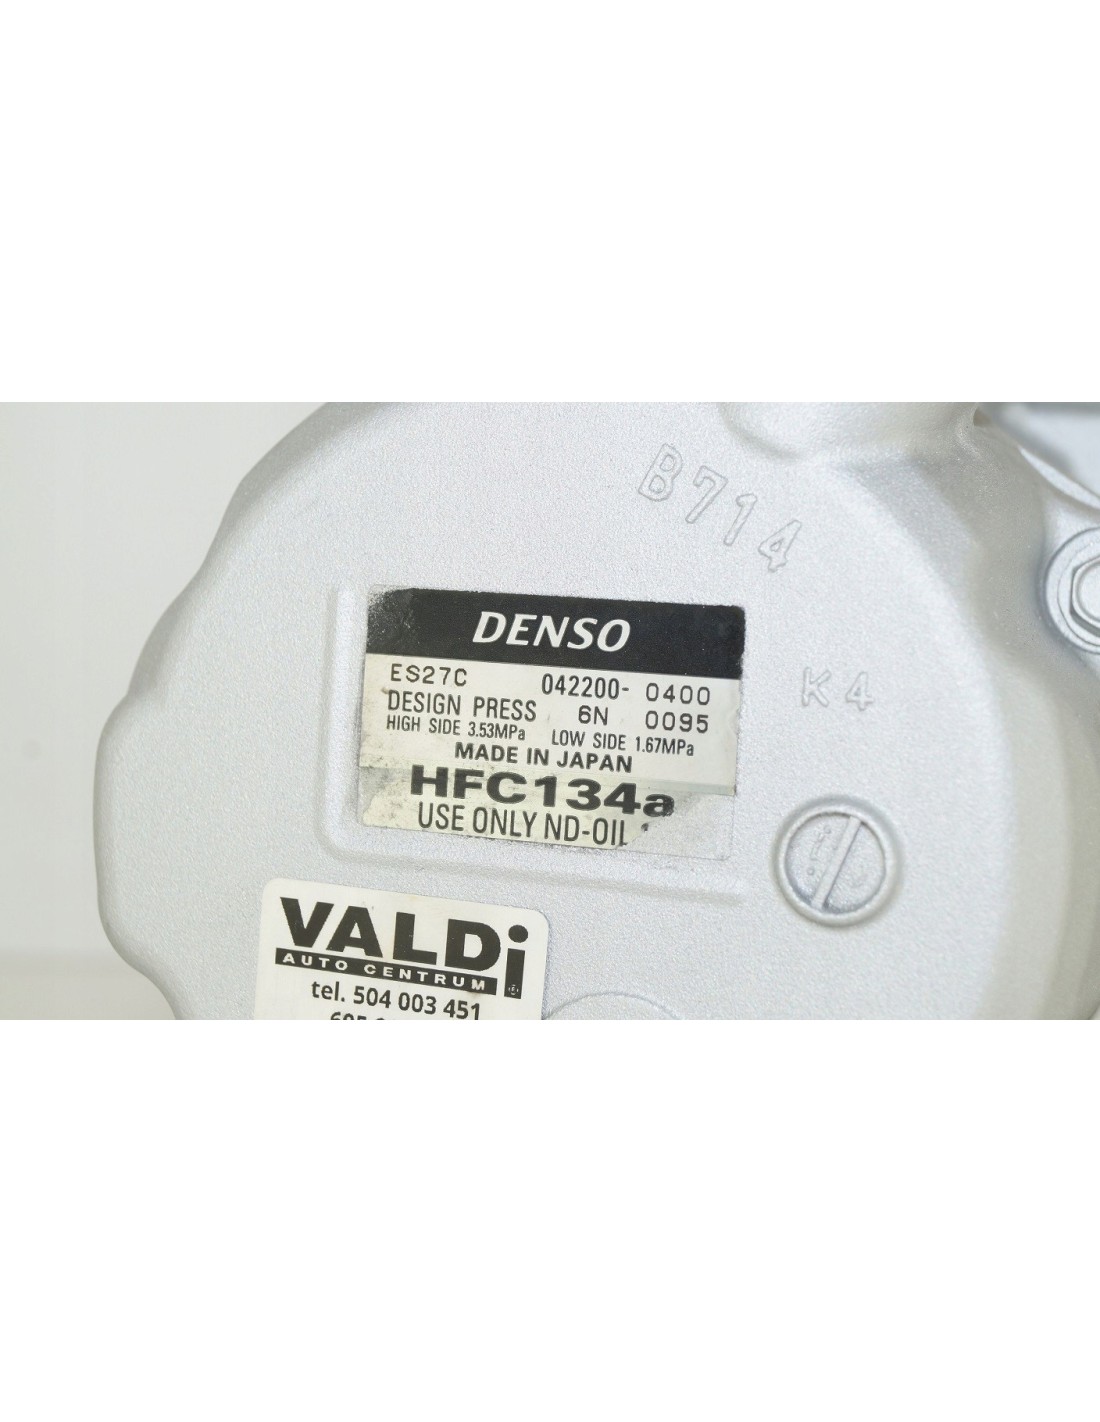 B714
DENSO
ES27C 042200- 0400
DESIGN PRESS 6N 0095
HIGH SIDE 3.53MPa LOW SIDE 1.67MPa
MADE IN JAPAN
HFC134a
USE ONLY ND-OIL
K4
VALDi
AUTO CENTRUM
tel. 504 003 451